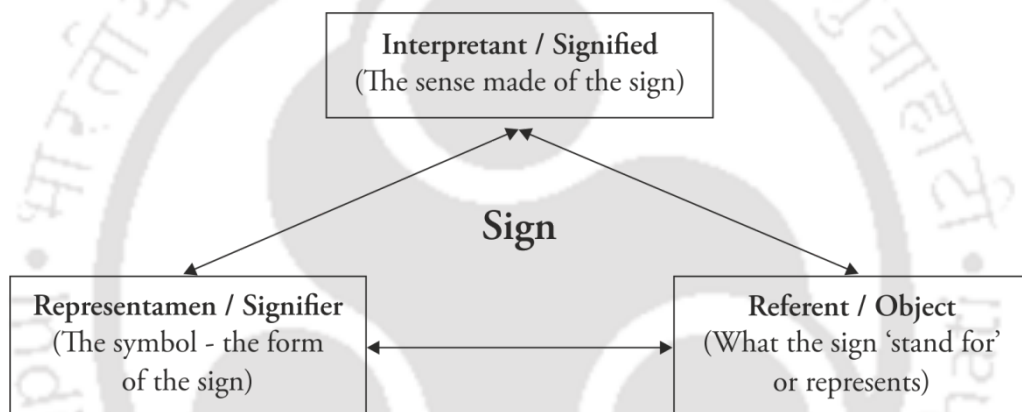 Interpretant / Signified
(The sense made of the sign)
Sign
Representamen / Signifier
(The symbol - the form
of the sign)
Referent / Object
(What the sign ‘stand for’
or represents)